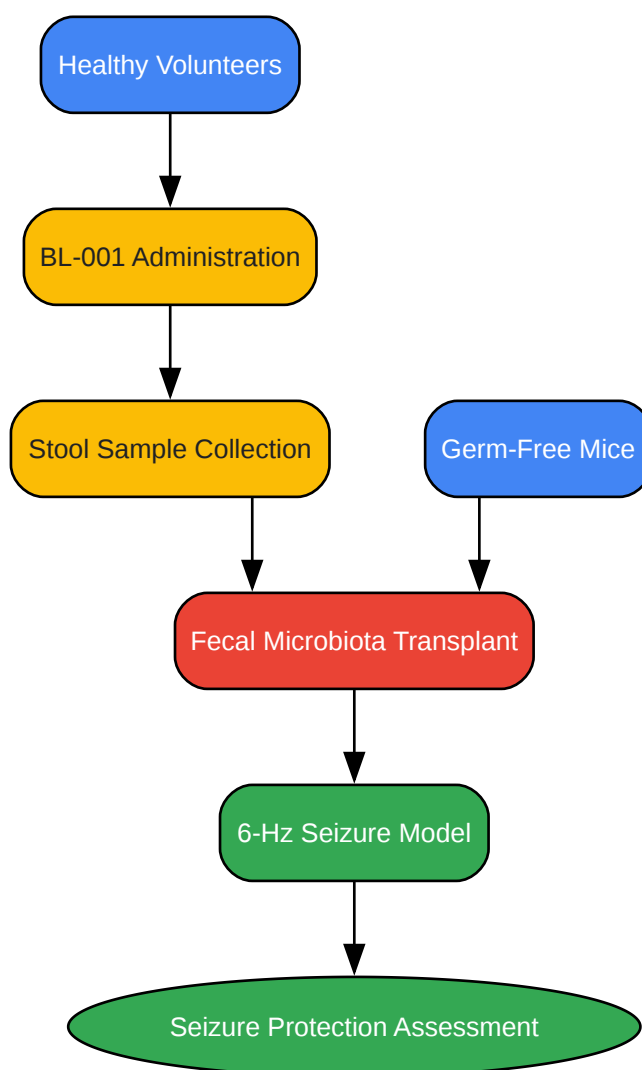 Healthy Volunteers
BL-001 Administration
Stool Sample Collection
Germ-Free Mice
Fecal Microbiota Transplant
6-Hz Seizure Model
Seizure Protection Assessment